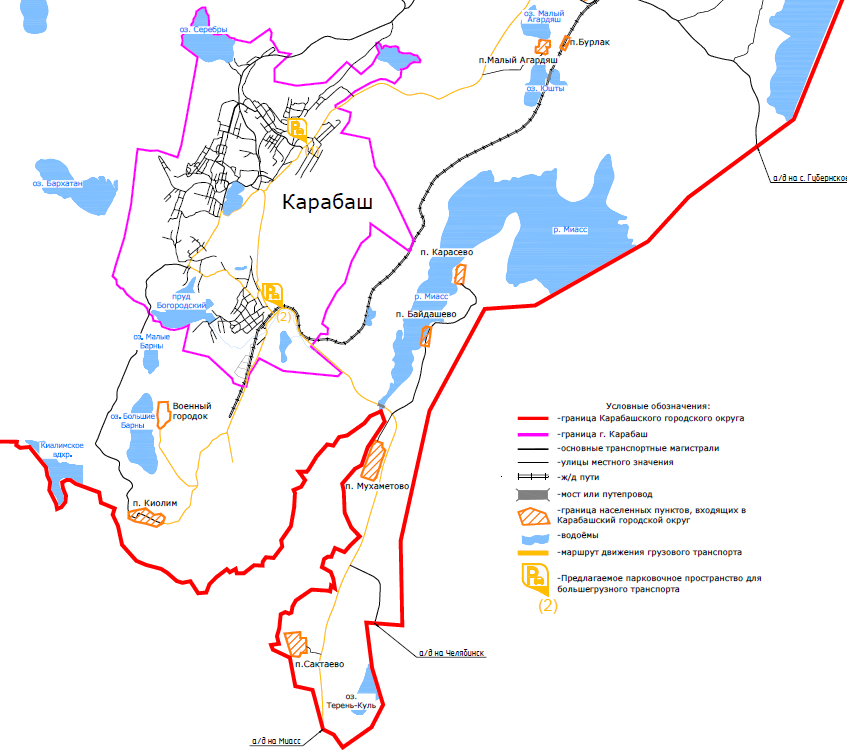 оз. Серебры
оз. Малый
Агардяш
п.Бурлак
п.Малый Агардяш
оз. Юшты
а/д на с. Губернское
оз. Бархатан
Карабаш
р. Миасс
п. Карасево
р. Миасс
пруд
Богородский
п. Байдашево
(2)
оз. Малые
Барны
Военный
городок
оз. Большие
Барны
Киалимское
вдхр.
п. Мухаметово
п. Киолим
Условные обозначения:
-граница Карабашского городского округа
-граница г. Карабаш
-основные транспортные магистрали
-улицы местного значения
-ж/д пути
-мост или путепровод
-граница населенных пунктов, входящих в
Карабашский городской округ
-водоёмы
-маршрут движения грузового транспорта
-Предлагаемое парковочное пространство для
большегрузного транспорта
(2)
а/д на Челябинск
п.Сактаево
оз.
Терень-Куль
а/д на Миасс